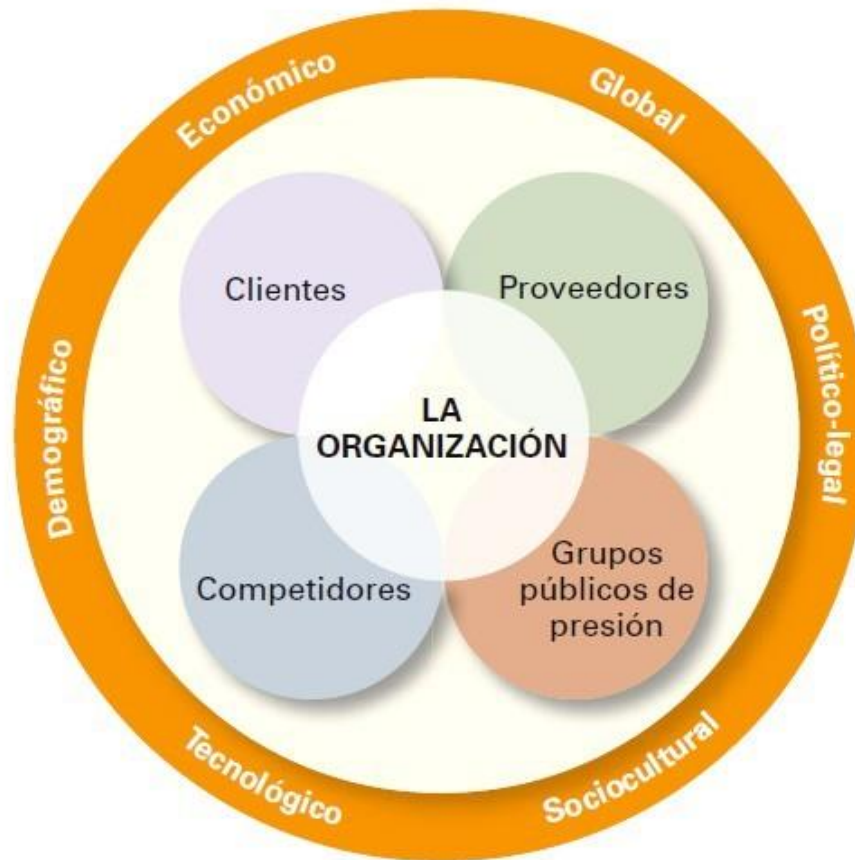 Económico
Global
Clientes
Proveedores
Demográfico
Político-legal
LA
ORGANIZACIÓN
Competidores
Grupos
públicos de
presión
Tecnológico
Sociocultural